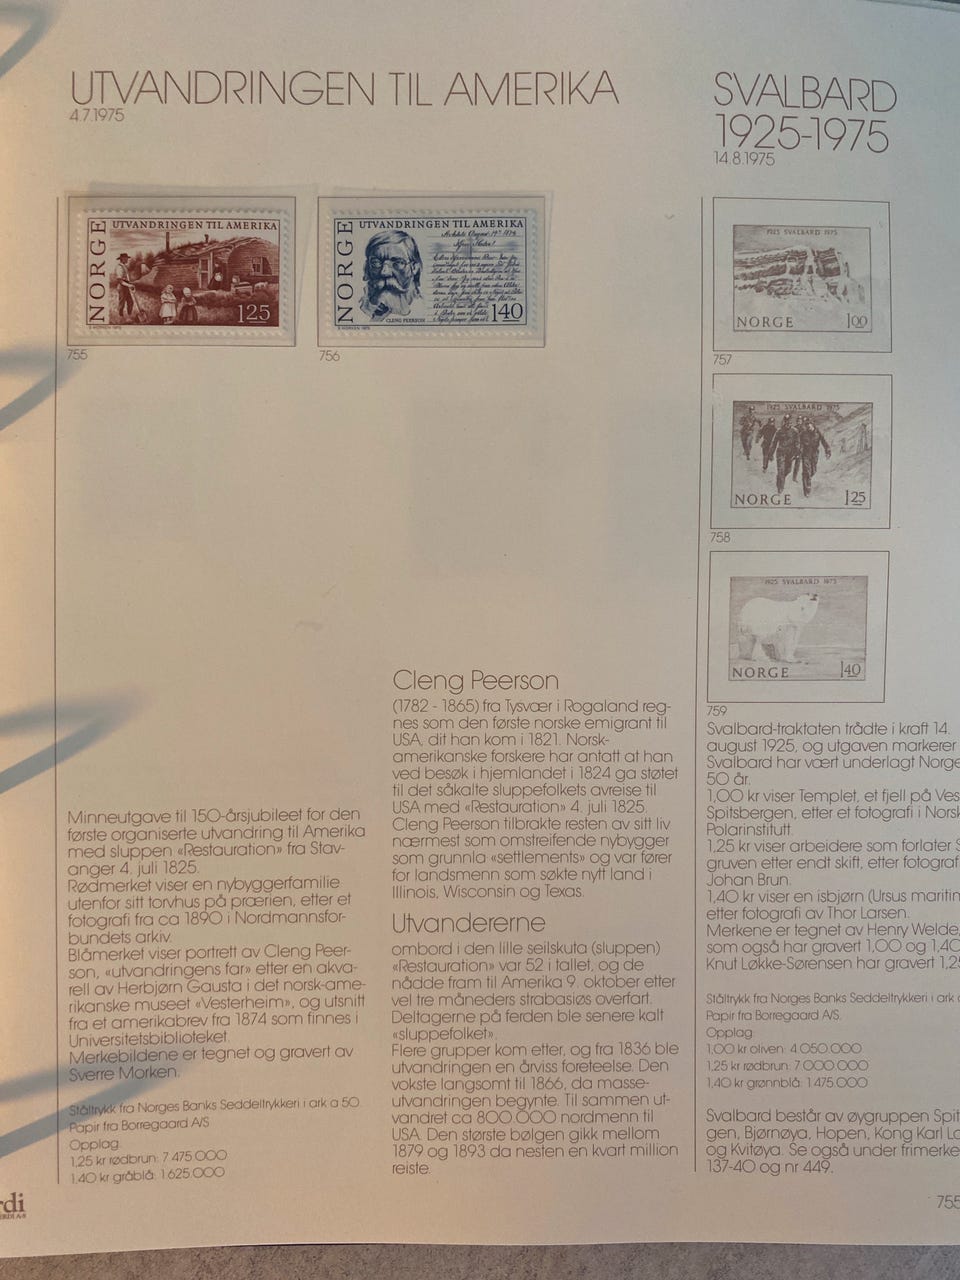 UTVANDRINGEN TIL AMERIKA
4.7.1975
NORGE
UTVANDRINGEN TIL AMERIKA
125
S MORKEN 1975
755
NORGE
UTVANDRINGEN TIL AMERIKA
CLENG PEERSON
140
S MORKEN 1975
756
Minneutgave til 150-årsjubileet for den
første organiserte utvandring til Amerika
med sluppen «Restauration» fra Stav-
anger 4. juli 1825.
Rødmerket viser en nybyggerfamilie
utenfor sitt torvhus på prærien, etter et
fotografi fra ca 1890 i Nordmannsfor-
bundets arkiv.
Blåmerket viser portrett av Cleng Peer-
son, «utvandringens far» etter en akva-
rell av Herbjørn Gausta i det norsk-ame-
rikanske museet «Vesterheim», og utsnitt
fra et amerikabrev fra 1874 som finnes i
Universitetsbiblioteket.
Merkebildene er tegnet og gravert av
Sverre Morken.
Ståltrykk fra Norges Banks Seddeltrykkeri i ark a 50.
Papir fra Borregaard A/S
Opplag:
1,25 kr rødbrun: 7 475 000
1,40 kr gråblå: 1 625 000
Cleng Peerson
(1782 - 1865) fra Tysvær i Rogaland reg-
nes som den første norske emigrant til
USA, dit han kom i 1821. Norsk-
amerikanske forskere har antatt at han
ved besøk i hjemlandet i 1824 ga støtet
til det såkalte sluppefolkets avreise til
USA med «Restauration» 4. juli 1825.
Cleng Peerson tilbrakte resten av sitt liv
nærmest som omstreifende nybygger
som grunnla «settlements» og var fører
for landsmenn som søkte nytt land i
Illinois, Wisconsin og Texas.
Utvandrerne
ombord i den lille seilskuta (sluppen)
«Restauration» var 52 i tallet, og de
nådde fram til Amerika 9. oktober etter
vel tre måneders strabasiøs overfart.
Deltagerne på ferden ble senere kalt
«sluppefolket».
Flere grupper kom etter, og fra 1836 ble
utvandringen en årviss foreteelse. Den
vokste langsomt til 1866, da masse-
utvandringen begynte. Til sammen ut-
vandret ca 800.000 nordmenn til
USA. Den største bølgen gikk mellom
1879 og 1893 da nesten en kvart million
reiste.
SVALBARD
1925-1975
14.8.1975
1925 SVALBARD 1975
NORGE 100
757
1925 SVALBARD 1975
NORGE 125
758
1925 SVALBARD 1975
NORGE 140
759
Svalbard-traktaten trådte i kraft 14.
august 1925, og utgaven markerer
Svalbard har vært underlagt Norge
50 år.
1,00 kr viser Templet, et fjell på Ves
Spitsbergen, etter et fotografi i Norsk
Polarinstitutt.
1,25 kr viser arbeidere som forlater S
gruven etter endt skift, etter fotograf
Johan Brun.
1,40 kr viser en isbjørn (Ursus maritim
etter fotografi av Thor Larsen.
Merkene er tegnet av Henry Welde,
som også har gravert 1,00 og 1,40
Knut Løkke-Sørensen har gravert 1,25
Ståltrykk fra Norges Banks Seddeltrykkeri i ark a
Papir fra Borregaard A/S.
Opplag:
1,00 kr oliven: 4 050 000
1,25 kr rødbrun: 7 000 000
1,40 kr grønnblå: 1 475 000
Svalbard består av øygruppen Spit
gen, Bjørnøya, Hopen, Kong Karl La
og Kvitøya. Se også under frimerke
137-40 og nr 449.
rdi
755